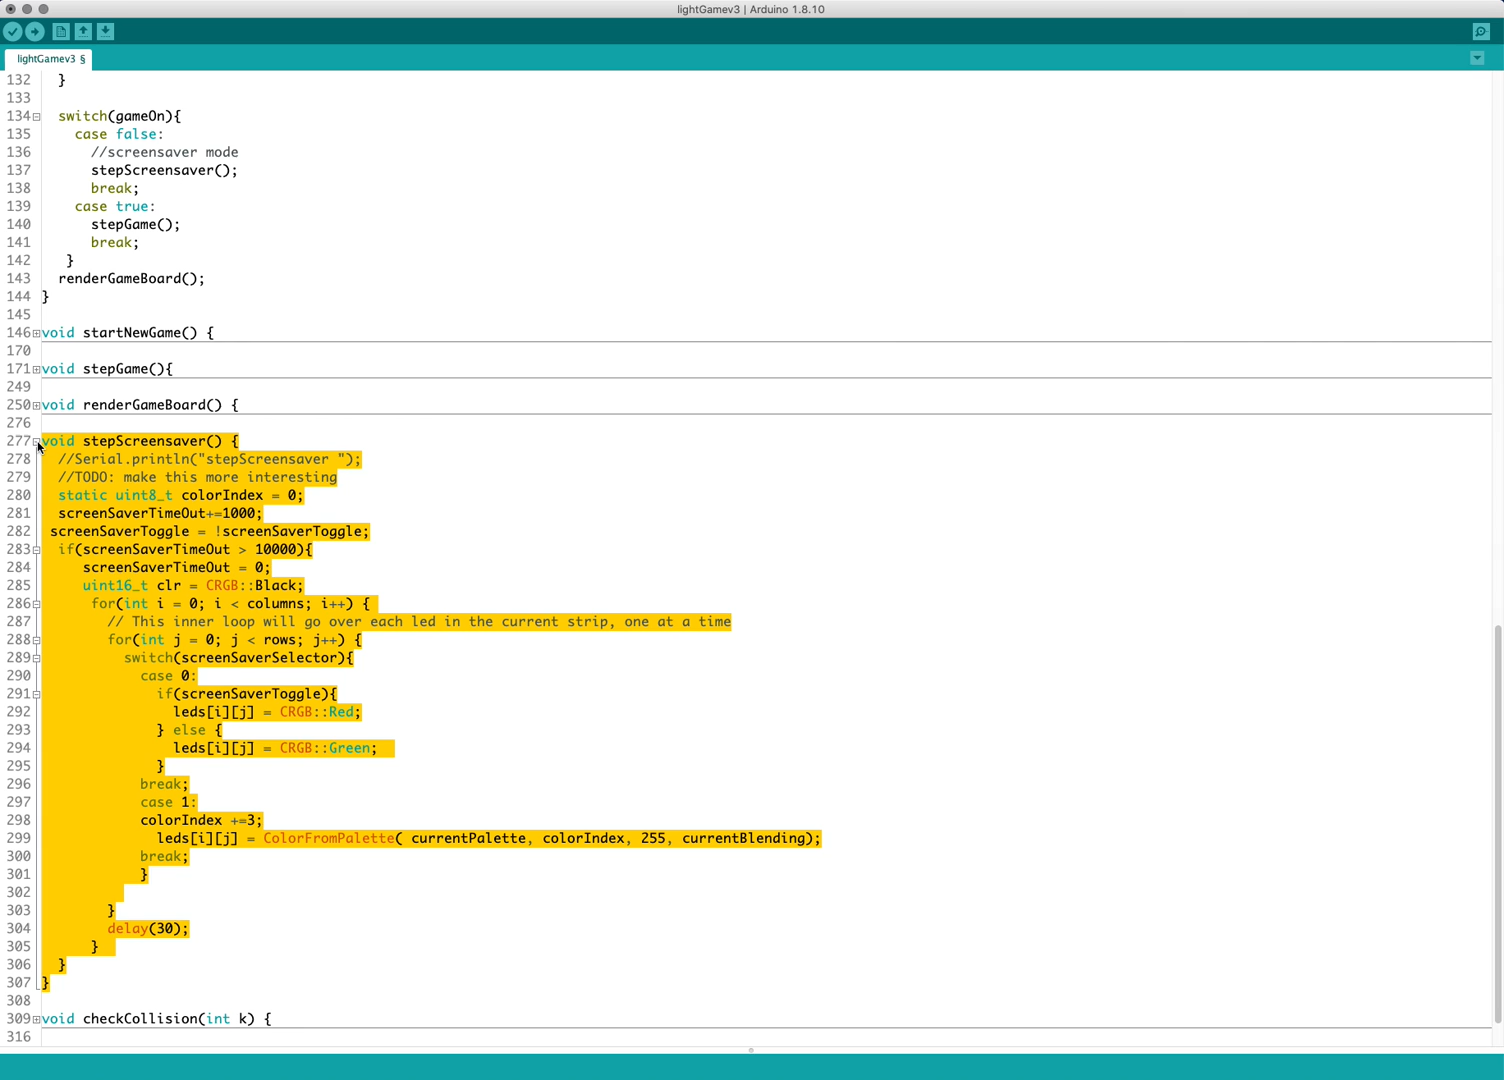 lightGamev3 | Arduino 1.8.10
lightGamev3 §
132 }
133
134 switch(gameOn){
135 case false:
136 //screensaver mode
137 stepScreensaver();
138 break;
139 case true:
140 stepGame();
141 break;
142 }
143 renderGameBoard();
144 }
145
146 void startNewGame() {
170
171 void stepGame(){
249
250 void renderGameBoard() {
276
277 void stepScreensaver() {
278 //Serial.println("stepScreensaver ");
279 //TODO: make this more interesting
280 static uint8_t colorIndex = 0;
281 screenSaverTimeOut+=1000;
282 screenSaverToggle = !screenSaverToggle;
283 if(screenSaverTimeOut > 10000){
284 screenSaverTimeOut = 0;
285 uint16_t clr = CRGB::Black;
286 for(int i = 0; i < columns; i++) {
287 // This inner loop will go over each led in the current strip, one at a time
288 for(int j = 0; j < rows; j++) {
289 switch(screenSaverSelector){
290 case 0:
291 if(screenSaverToggle){
292 leds[i][j] = CRGB::Red;
293 } else {
294 leds[i][j] = CRGB::Green;
295 }
296 break;
297 case 1:
298 colorIndex +=3;
299 leds[i][j] = ColorFromPalette( currentPalette, colorIndex, 255, currentBlending);
300 break;
301 }
302
303 }
304 delay(30);
305 }
306 }
307 }
308
309 void checkCollision(int k) {
316